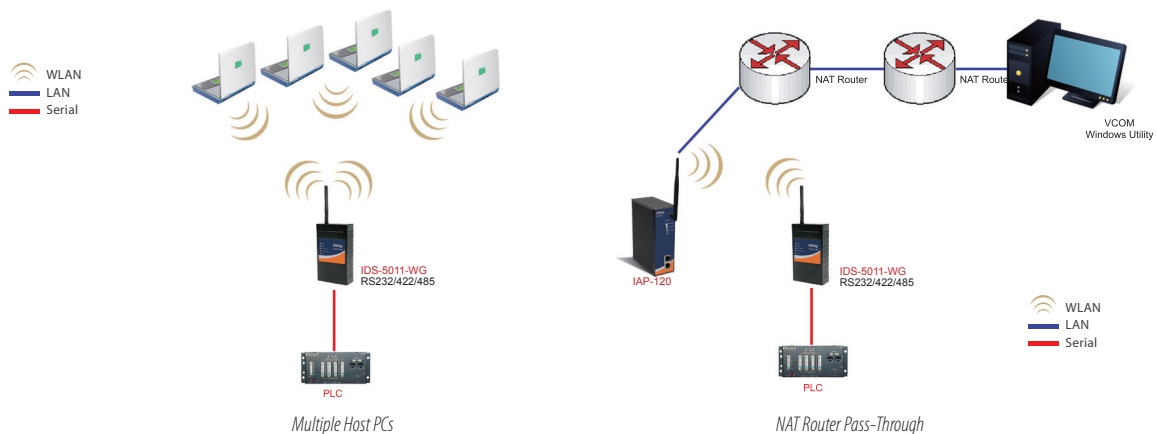 WLAN
LAN
Serial
IDS-5011-WG
RS232/422/485
PLC
Multiple Host PCs
NAT Router
NAT Route
VCOM
Windows Utility
IAP-120
IDS-5011-WG
RS232/422/485
PLC
WLAN
LAN
Serial
NAT Router Pass-Through